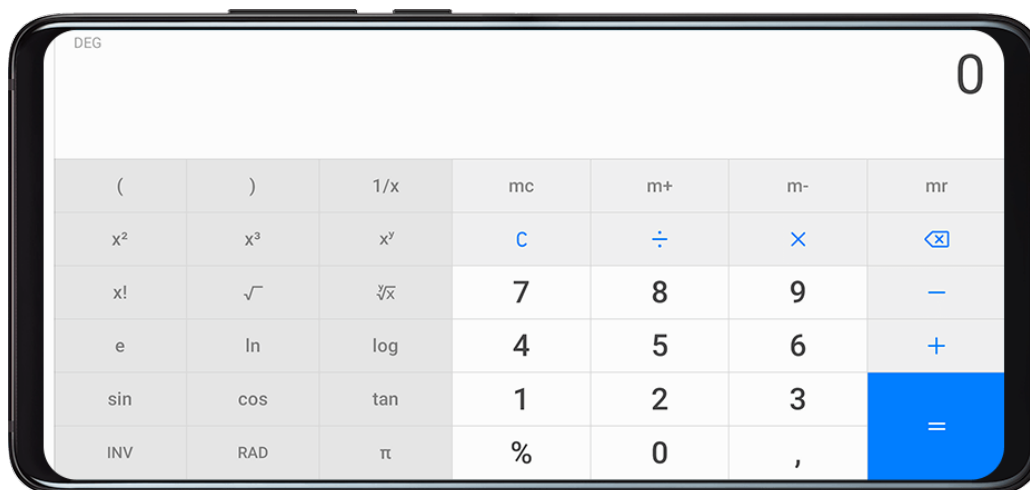 DEG
0
( ) 1/x mc m+ m- mr
x² x³ xʸ C ÷ ×
x! √ ʸ√x 7 8 9 −
e ln log 4 5 6 +
sin cos tan 1 2 3 =
INV RAD π % 0 ,